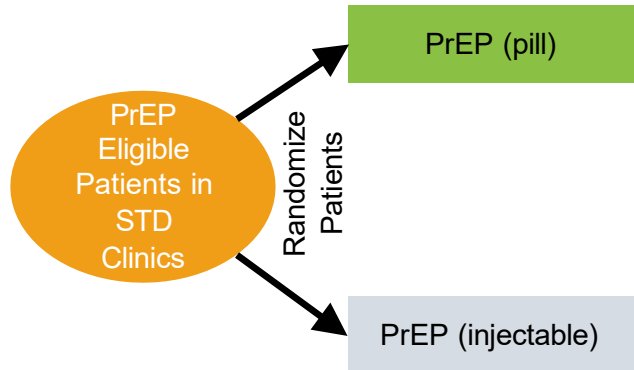 PrEP
Eligible
Patients in
STD
Clinics
Randomize
Patients
PrEP (pill)
PrEP (injectable)